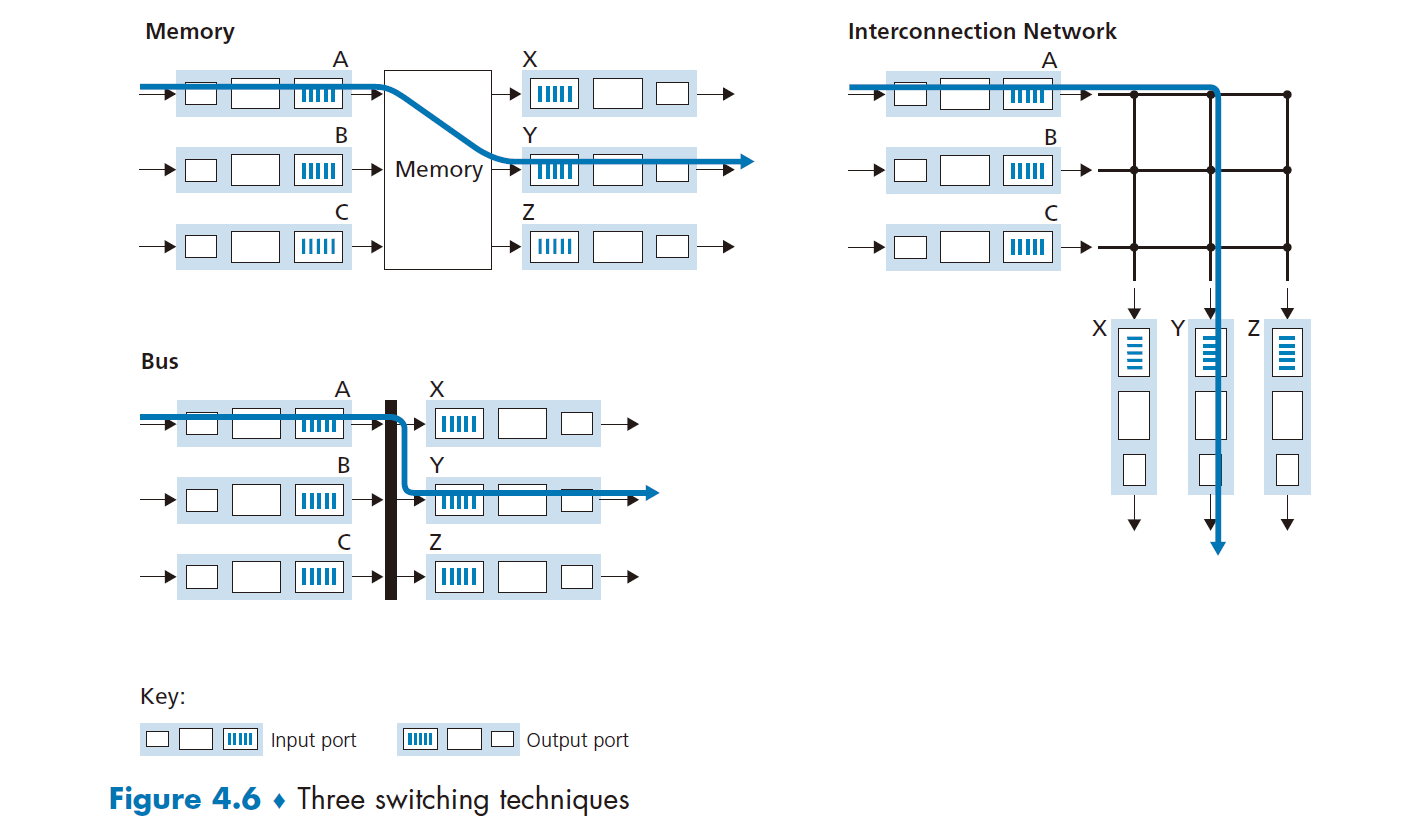 Memory
A
X
B
Y
Memory
C
Z
Interconnection Network
A
B
C
X
Y
Z
Bus
A
X
B
Y
C
Z
Key:
Input port
Output port
Figure 4.6 ♦ Three switching techniques